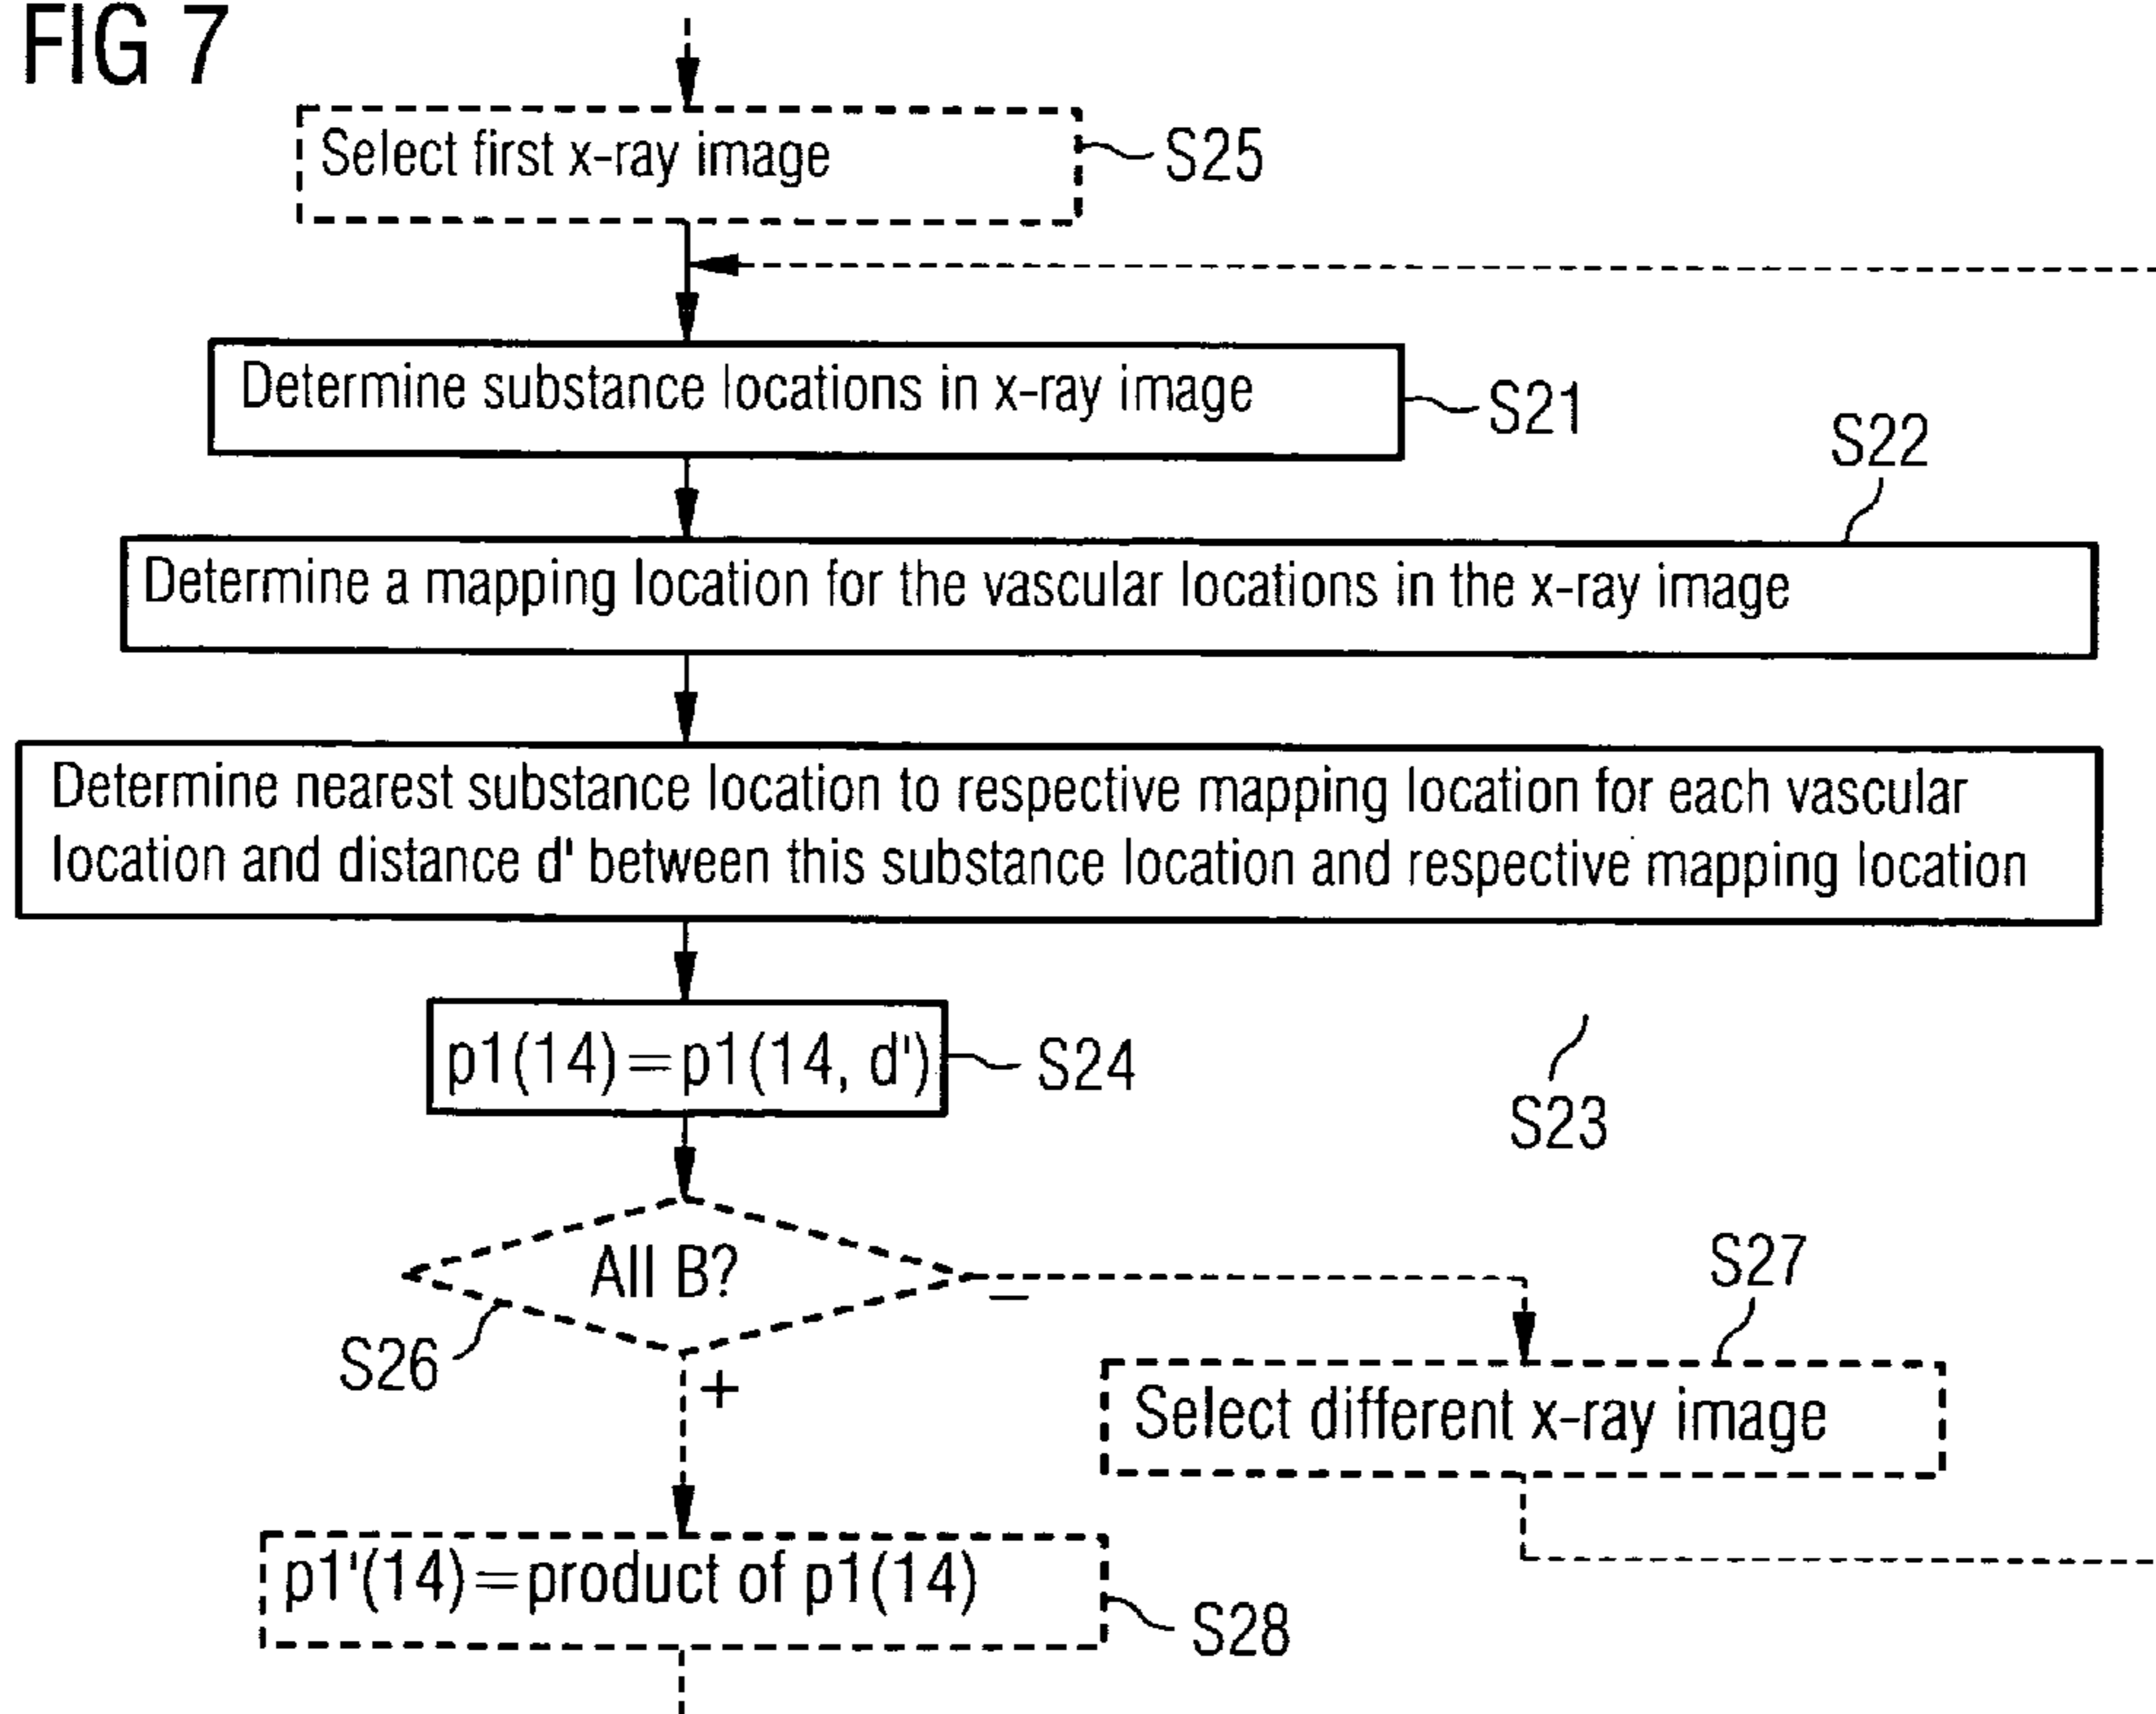 FIG 7
Select first x-ray image
S25
Determine substance locations in x-ray image
S21
S22
Determine a mapping location for the vascular locations in the x-ray image
Determine nearest substance location to respective mapping location for each vascular
location and distance d' between this substance location and respective mapping location
p1(14)=p1(14, d')
S24
S23
All B?
S26
S27
+
–
Select different x-ray image
p1'(14)=product of p1(14)
S28